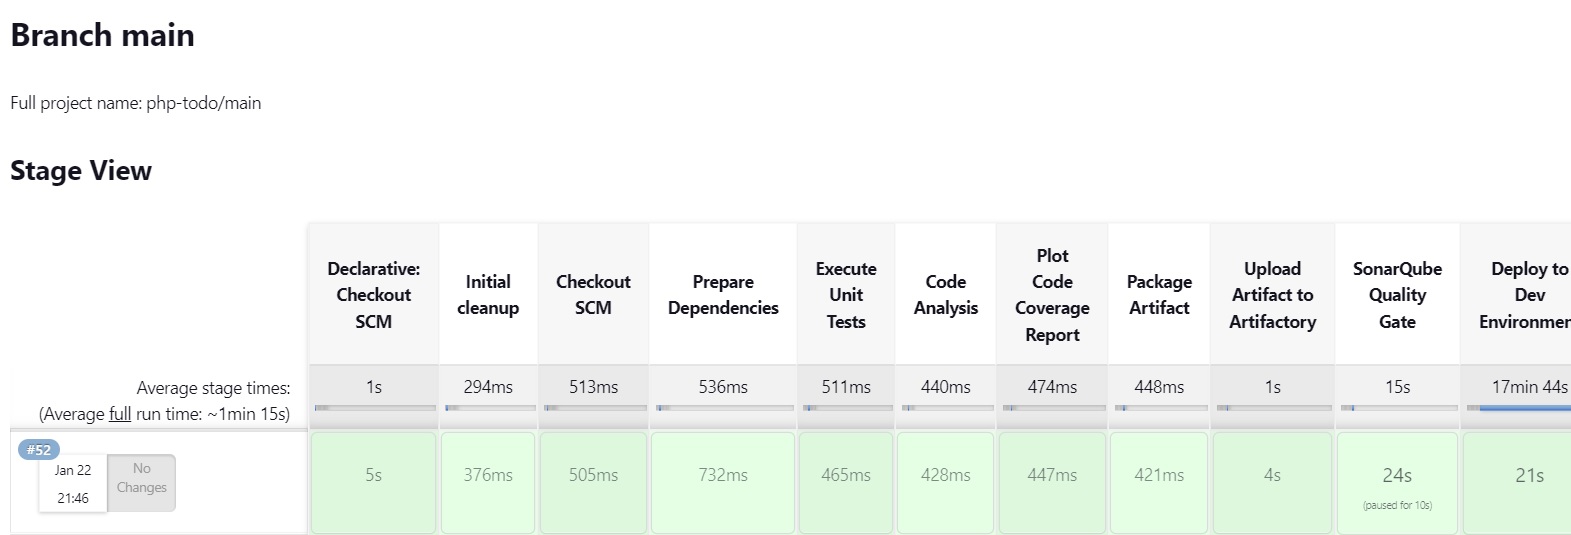 Branch main
Full project name: php-todo/main
Stage View
Declarative:
Checkout
SCM
Initial
cleanup
Checkout
SCM
Prepare
Dependencies
Execute
Unit
Tests
Code
Analysis
Plot
Code
Coverage
Report
Package
Artifact
Upload
Artifact to
Artifactory
SonarQube
Quality
Gate
Deploy to
Dev
Environmen
Average stage times:
(Average full run time: ~1min 15s)
1s
294ms
513ms
536ms
511ms
440ms
474ms
448ms
1s
15s
17min 44s
#52
Jan 22
21:46
No
Changes
5s
376ms
505ms
732ms
465ms
428ms
447ms
421ms
4s
24s
(paused for 10s)
21s